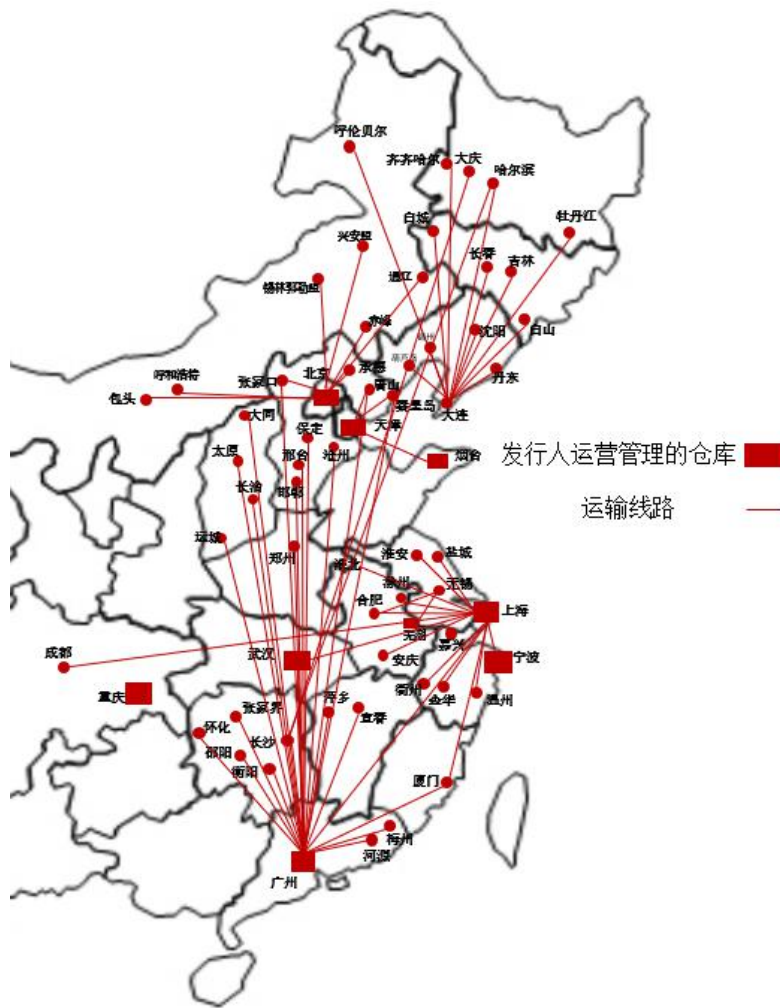 呼伦贝尔
齐齐哈尔
大庆
哈尔滨
白城
牡丹江
兴安盟
长春
吉林
通辽
锡林郭勒盟
赤峰
锦州
沈阳
白山
葫芦岛
呼和浩特
张家口
北京
承德
唐山
丹东
包头
秦皇岛
大连
大同
保定
天津
太原
邢台
沧州
烟台
发行人运营管理的仓库
长治
邯郸
运输线路
运城
郑州
淮北
淮安
盐城
滁州
无锡
合肥
上海
芜湖
嘉兴
成都
武汉
安庆
宁波
重庆
衢州
金华
温州
张家界
萍乡
宜春
怀化
邵阳
长沙
衡阳
厦门
梅州
河源
广州